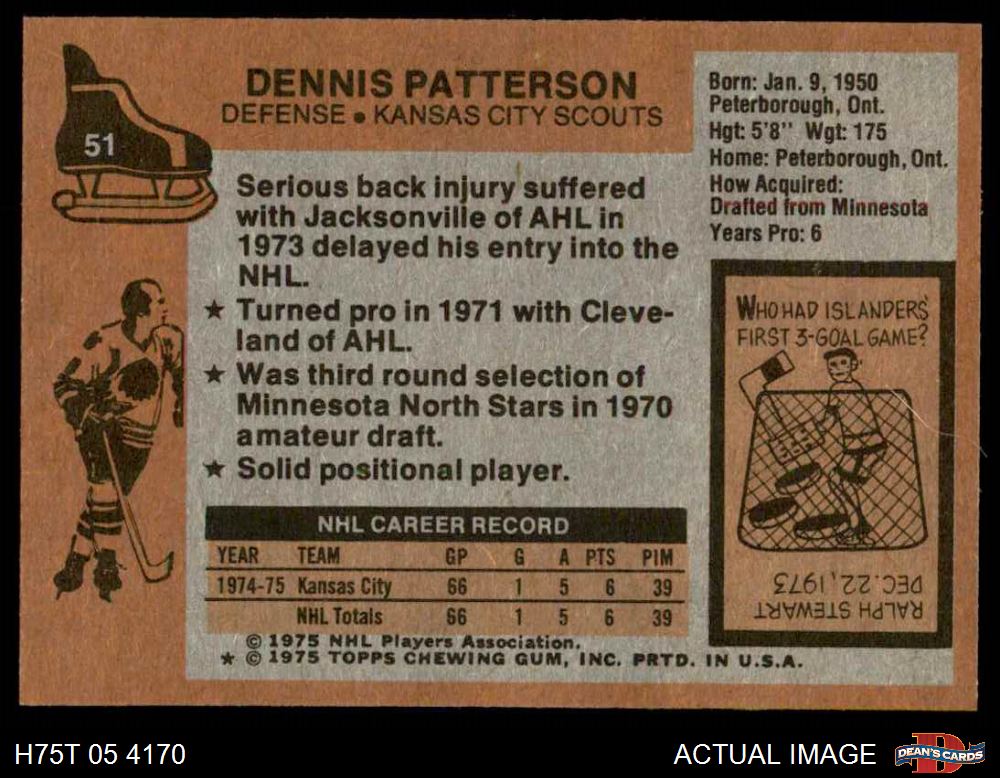 51
DENNIS PATTERSON
DEFENSE • KANSAS CITY SCOUTS
Born: Jan. 9, 1950
Peterborough, Ont.
Hgt: 5'8" Wgt: 175
Home: Peterborough, Ont.
How Acquired:
Drafted from Minnesota
Years Pro: 6
Serious back injury suffered
with Jacksonville of AHL in
1973 delayed his entry into the
NHL.
★ Turned pro in 1971 with Cleve-
land of AHL.
★ Was third round selection of
Minnesota North Stars in 1970
amateur draft.
★ Solid positional player.
WHO HAD ISLANDERS'
FIRST 3-GOAL GAME?
RALPH STEWART
DEC. 22, 1973
NHL CAREER RECORD
YEAR TEAM GP G A PTS PIM
1974-75 Kansas City 66 1 5 6 39
NHL Totals 66 1 5 6 39
© 1975 NHL Players Association.
★ © 1975 TOPPS CHEWING GUM, INC. PRTD. IN U.S.A.
H75T 05 4170
ACTUAL IMAGE
DEAN'S CARDS